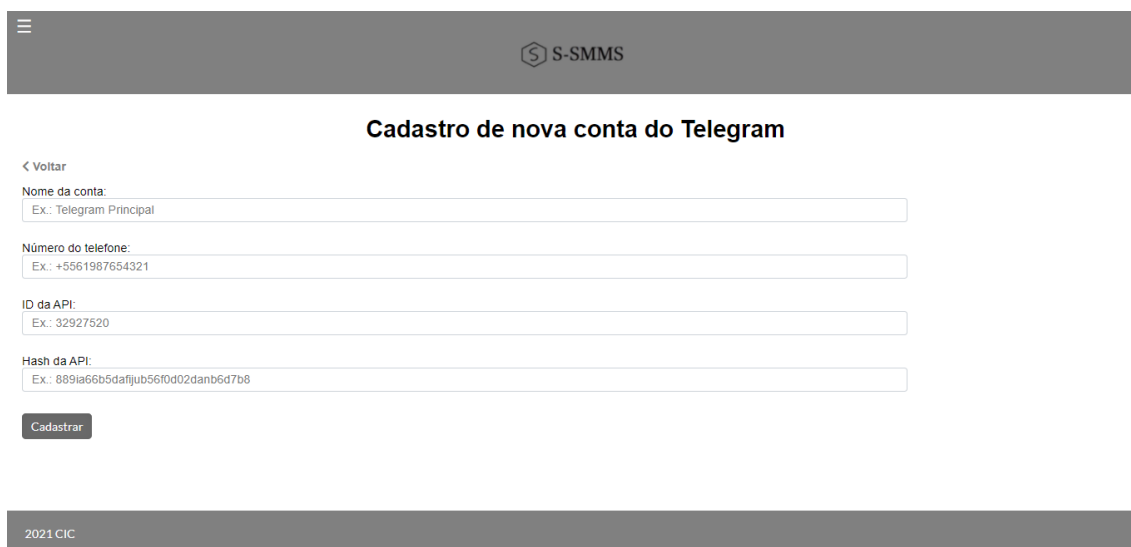 S-SMMS
Cadastro de nova conta do Telegram
Voltar
Nome da conta:
Ex.: Telegram Principal
Número do telefone:
Ex.: +5561987654321
ID da API:
Ex.: 32927520
Hash da API:
Ex.: 889ia66b5dafijub56f0d02danb6d7b8
Cadastrar
2021 CIC